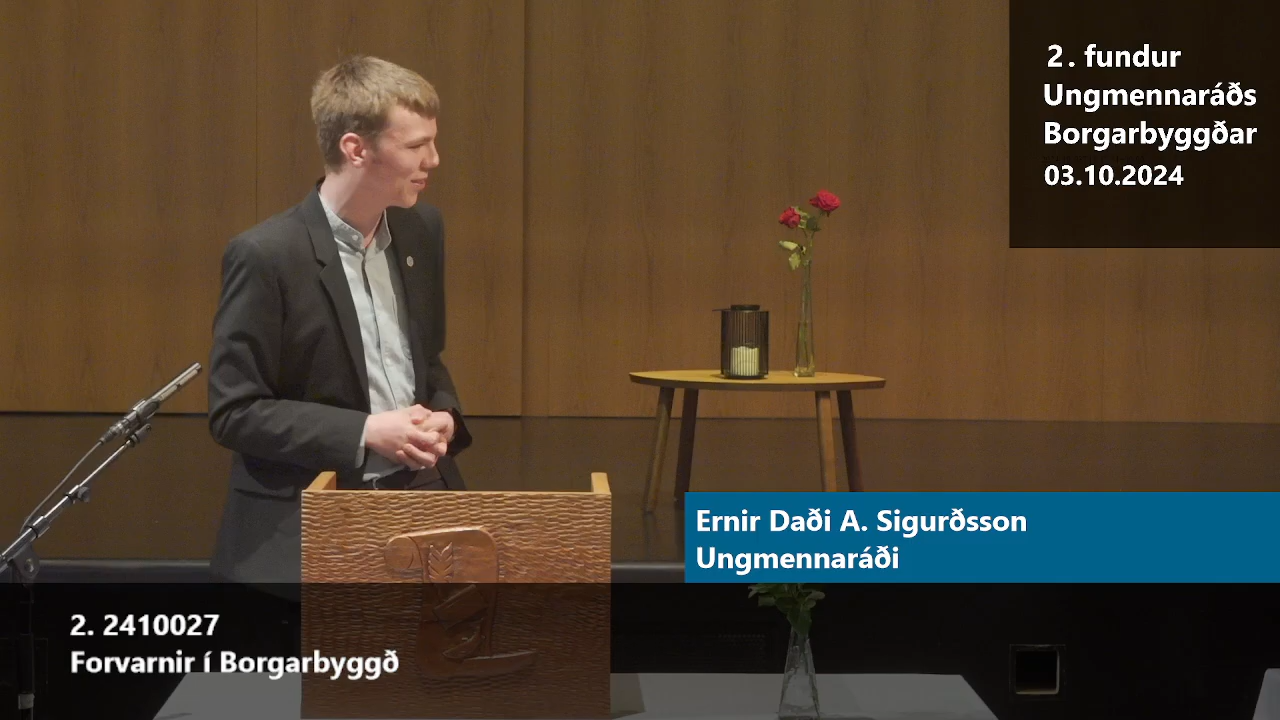 2. fundur
Ungmennaráðs
Borgarbyggðar
03.10.2024
Ernir Daði A. Sigurðsson
Ungmennaráði
2. 2410027
Forvarnir í Borgarbyggð